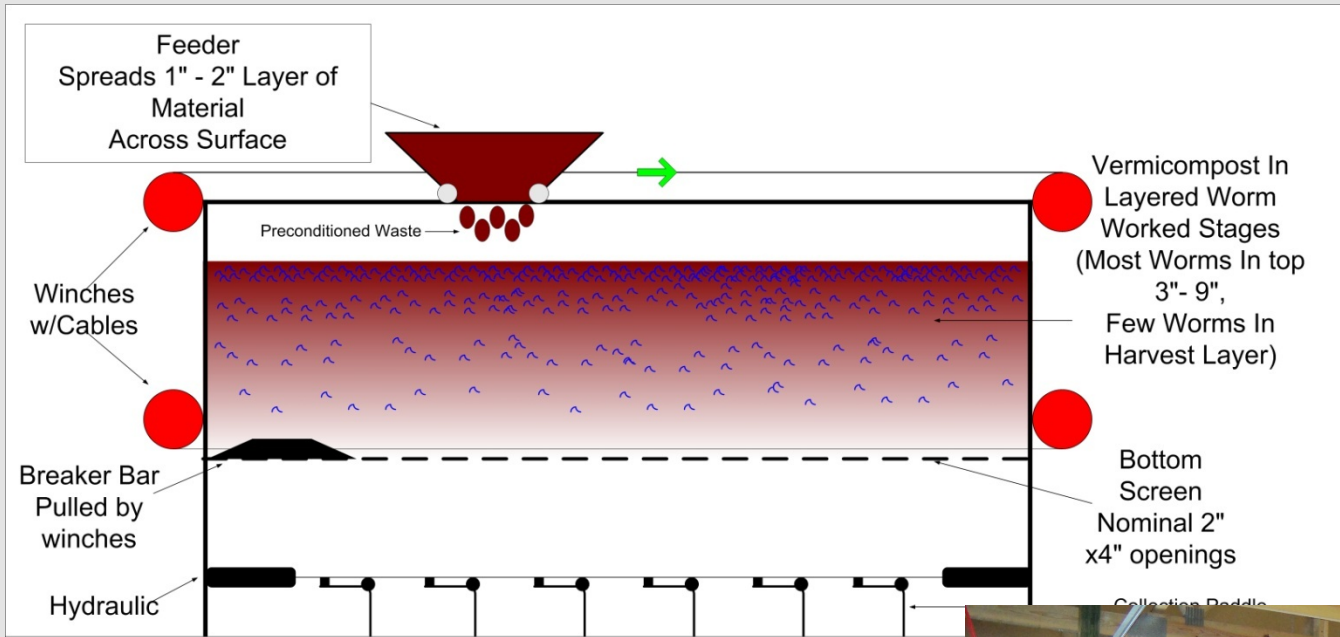 Feeder
Spreads 1" - 2" Layer of
Material
Across Surface
Preconditioned Waste
Vermicompost In
Layered Worm
Worked Stages
(Most Worms In top
3"- 9",
Few Worms In
Harvest Layer)
Winches
w/Cables
Breaker Bar
Pulled by
winches
Bottom
Screen
Nominal 2"
x4" openings
Hydraulic
Collection Paddle